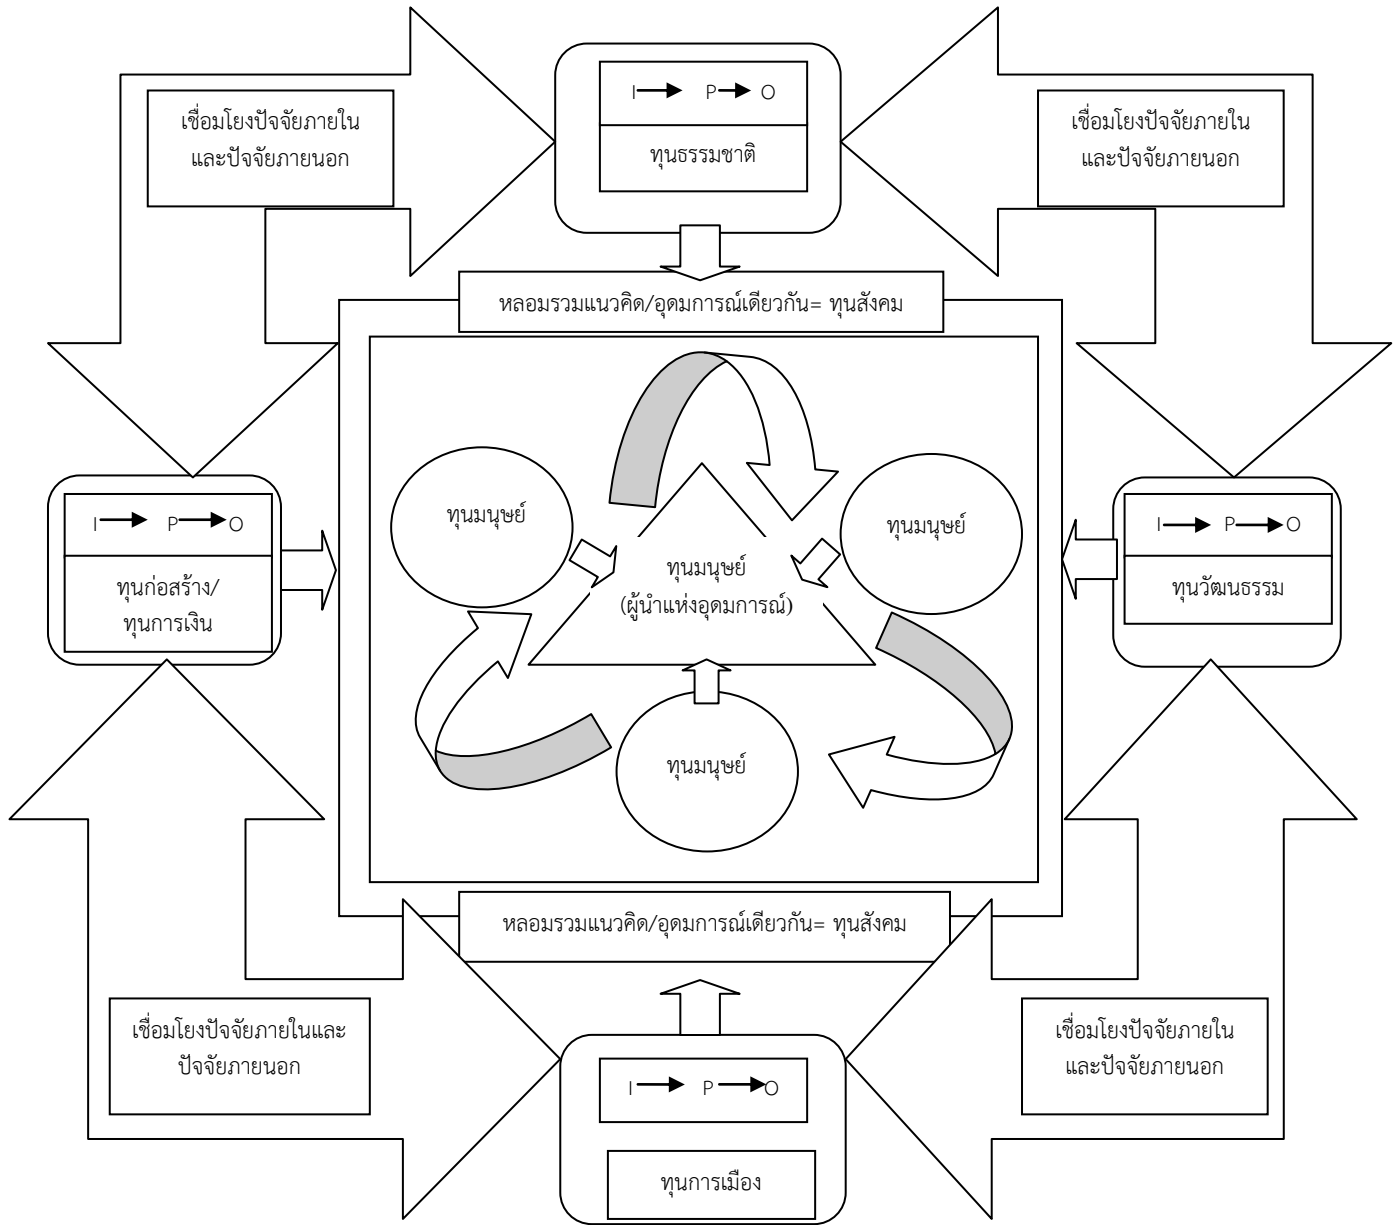 I P O
ทุนธรรมชาติ
เชื่อมโยงปัจจัยภายใน
และปัจจัยภายนอก
เชื่อมโยงปัจจัยภายใน
และปัจจัยภายนอก
หลอมรวมแนวคิด/อุดมการณ์เดียวกัน= ทุนสังคม
ทุนมนุษย์
ทุนมนุษย์
I P O
ทุนก่อสร้าง/
ทุนการเงิน
ทุนมนุษย์
(ผู้นำแห่งอุดมการณ์)
I P O
ทุนวัฒนธรรม
ทุนมนุษย์
หลอมรวมแนวคิด/อุดมการณ์เดียวกัน= ทุนสังคม
เชื่อมโยงปัจจัยภายในและ
ปัจจัยภายนอก
เชื่อมโยงปัจจัยภายใน
และปัจจัยภายนอก
I P O
ทุนการเมือง